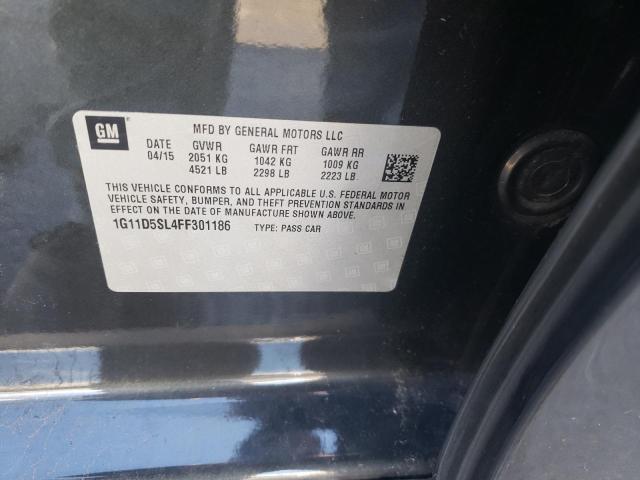 GM
MFD BY GENERAL MOTORS LLC
DATE GVWR GAWR FRT GAWR RR
04/15 2051 KG 1042 KG 1009 KG
4521 LB 2298 LB 2223 LB
THIS VEHICLE CONFORMS TO ALL APPLICABLE U.S. FEDERAL MOTOR
VEHICLE SAFETY, BUMPER, AND THEFT PREVENTION STANDARDS IN
EFFECT ON THE DATE OF MANUFACTURE SHOWN ABOVE.
1G11D5SL4FF301186 TYPE: PASS CAR